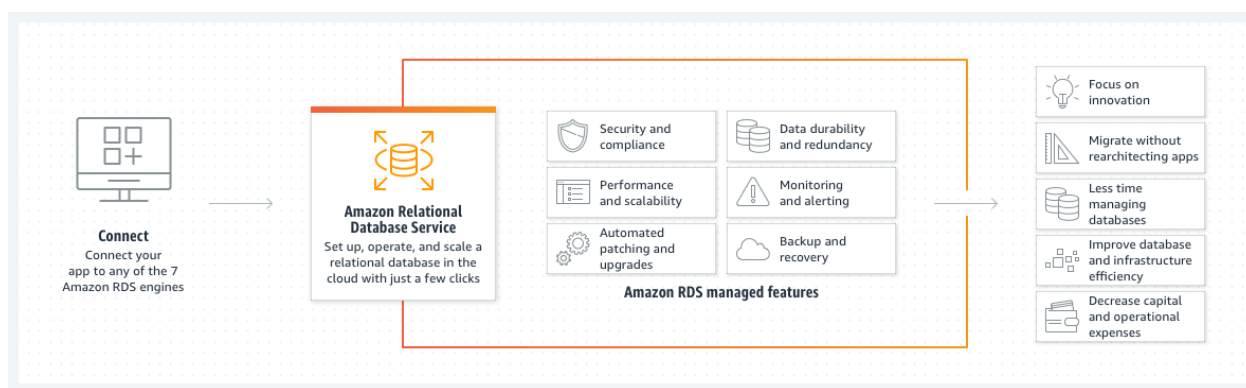 Connect
Connect your
app to any of the 7
Amazon RDS engines
Amazon Relational
Database Service
Set up, operate, and scale a
relational database in the
cloud with just a few clicks
Security and
compliance
Data durability
and redundancy
Performance
and scalability
Monitoring
and alerting
Automated
patching and
upgrades
Backup and
recovery
Amazon RDS managed features
Focus on
innovation
Migrate without
rearchitecting apps
Less time
managing
databases
Improve database
and infrastructure
efficiency
Decrease capital
and operational
expenses